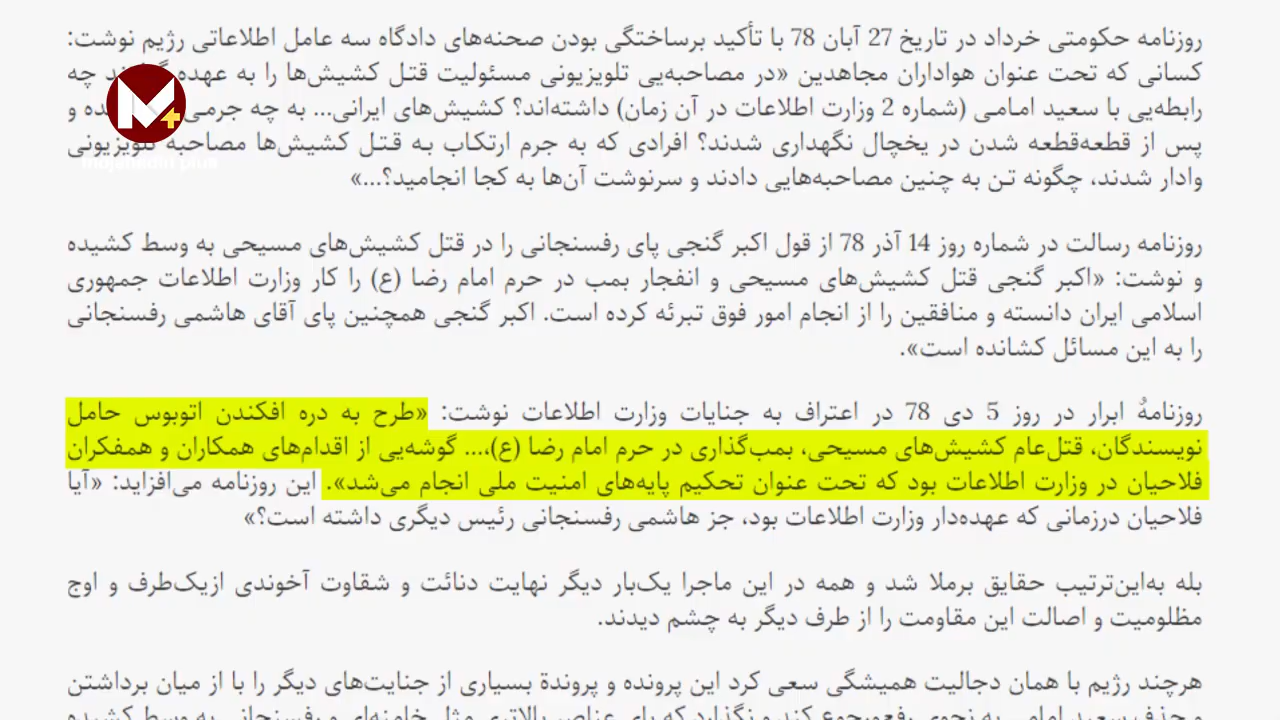 روزنامه حکومتی خرداد در تاریخ 27 آبان 78 با تأکید برساختگی بودن صحنه‌های دادگاه سه عامل اطلاعاتی رژیم نوشت:
کسانی که تحت عنوان هواداران مجاهدین «در مصاحبه‌یی تلویزیونی مسئولیت قتل کشیش‌ها را به عهده چه
رابطه‌یی با سعید امامی (شماره 2 وزارت اطلاعات در آن زمان) داشته‌اند؟ کشیش‌های ایرانی... به چه جرمی و
پس از قطعه‌قطعه شدن در یخچال نگهداری شدند؟ افرادی که به جرم ارتکاب به قتل کشیش‌ها مصاحبه تلویزیونی
وادار شدند، چگونه تن به چنین مصاحبه‌هایی دادند و سرنوشت آن‌ها به کجا انجامید؟...»
روزنامه رسالت در شماره روز 14 آذر 78 از قول اکبر گنجی پای رفسنجانی را در قتل کشیش‌های مسیحی به وسط کشیده
و نوشت: «اکبر گنجی قتل کشیش‌های مسیحی و انفجار بمب در حرم امام رضا (ع) را کار وزارت اطلاعات جمهوری
اسلامی ایران دانسته و منافقین را از انجام امور فوق تبرئه کرده است. اکبر گنجی همچنین پای آقای هاشمی رفسنجانی
را به این مسائل کشانده است».
روزنامهٔ ابرار در روز 5 دی 78 در اعتراف به جنایات وزارت اطلاعات نوشت: «طرح به دره افکندن اتوبوس حامل
نویسندگان، قتل‌عام کشیش‌های مسیحی، بمب‌گذاری در حرم امام رضا (ع)،... گوشه‌یی از اقدام‌های همکاران و همفکران
فلاحیان در وزارت اطلاعات بود که تحت عنوان تحکیم پایه‌های امنیت ملی انجام می‌شد». این روزنامه می‌افزاید: «آیا
فلاحیان درزمانی که عهده‌دار وزارت اطلاعات بود، جز هاشمی رفسنجانی رئیس دیگری داشته است؟»
بله به‌این‌ترتیب حقایق برملا شد و همه در این ماجرا یک‌بار دیگر نهایت دنائت و شقاوت آخوندی ازیک‌طرف و اوج
مظلومیت و اصالت این مقاومت را از طرف دیگر به چشم دیدند.
هرچند رژیم با همان دجالیت همیشگی سعی کرد این پرونده و پروندة بسیاری از جنایت‌های دیگر را با از میان برداشتن